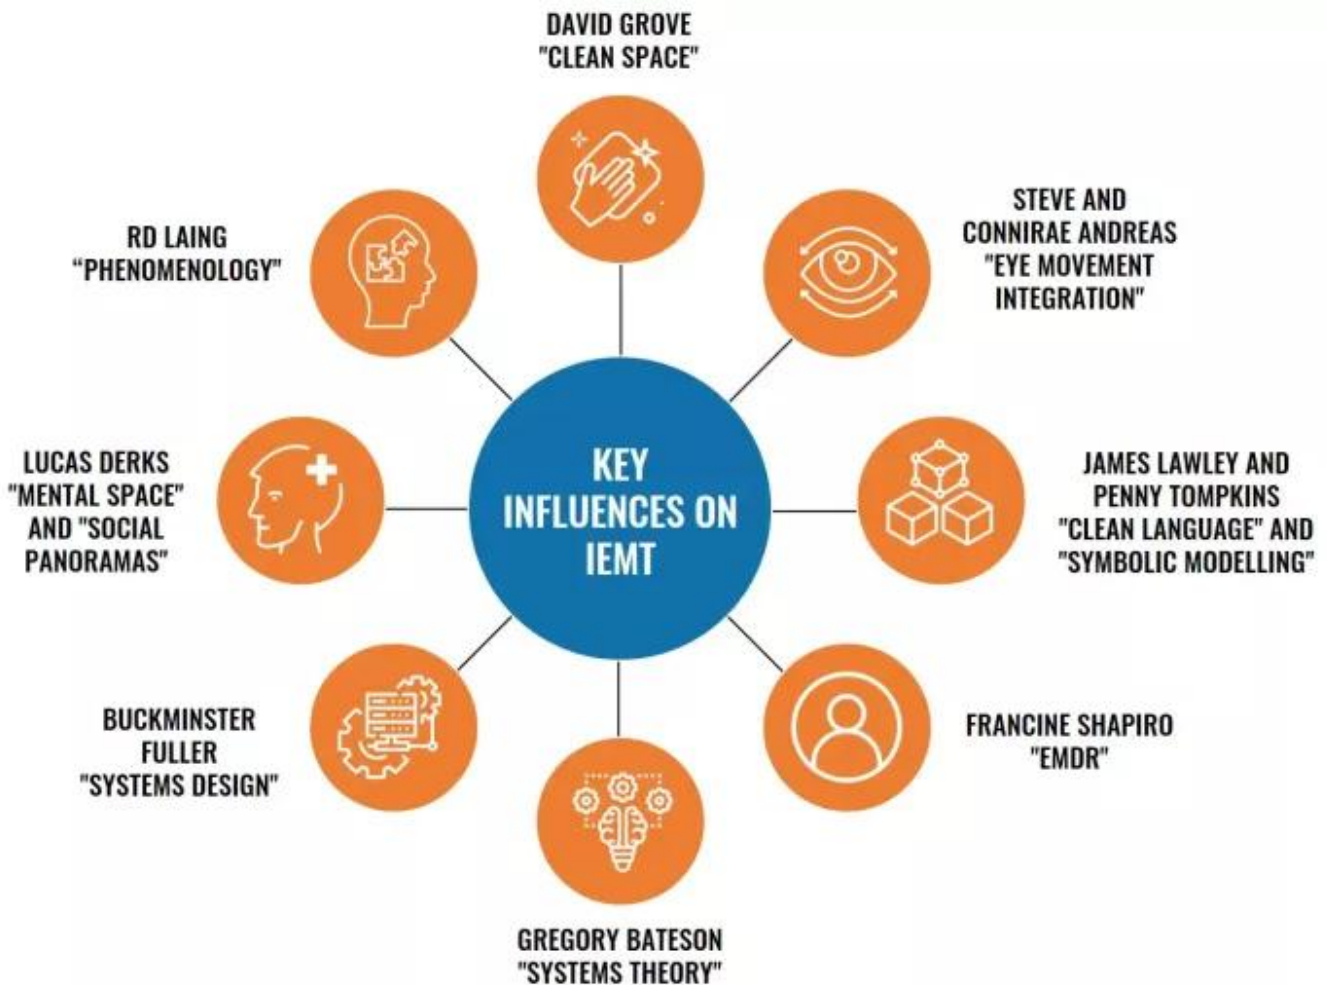 DAVID GROVE
"CLEAN SPACE"
STEVE AND
CONNIRAE ANDREAS
"EYE MOVEMENT
INTEGRATION"
JAMES LAWLEY AND
PENNY TOMPKINS
"CLEAN LANGUAGE" AND
"SYMBOLIC MODELLING"
FRANCINE SHAPIRO
"EMDR"
GREGORY BATESON
"SYSTEMS THEORY"
BUCKMINSTER
FULLER
"SYSTEMS DESIGN"
LUCAS DERKS
"MENTAL SPACE"
AND "SOCIAL
PANORAMAS"
RD LAING
“PHENOMENOLOGY"
KEY
INFLUENCES ON
IEMT